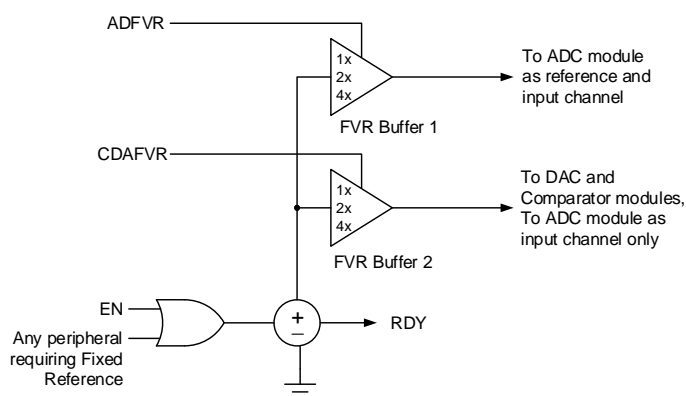 ADFVR
1x
2x
4x
FVR Buffer 1
To ADC module
as reference and
input channel
CDAFVR
1x
2x
4x
FVR Buffer 2
To DAC and
Comparator modules,
To ADC module as
input channel only
EN
Any peripheral
requiring Fixed
Reference
+
−
RDY